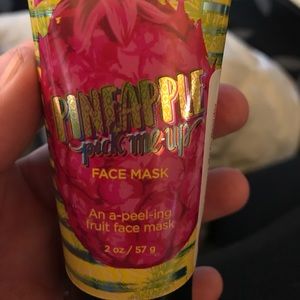 PINEAPPLE
pick me up
FACE MASK
An a-peel-ing
fruit face mask
2 oz / 57 g